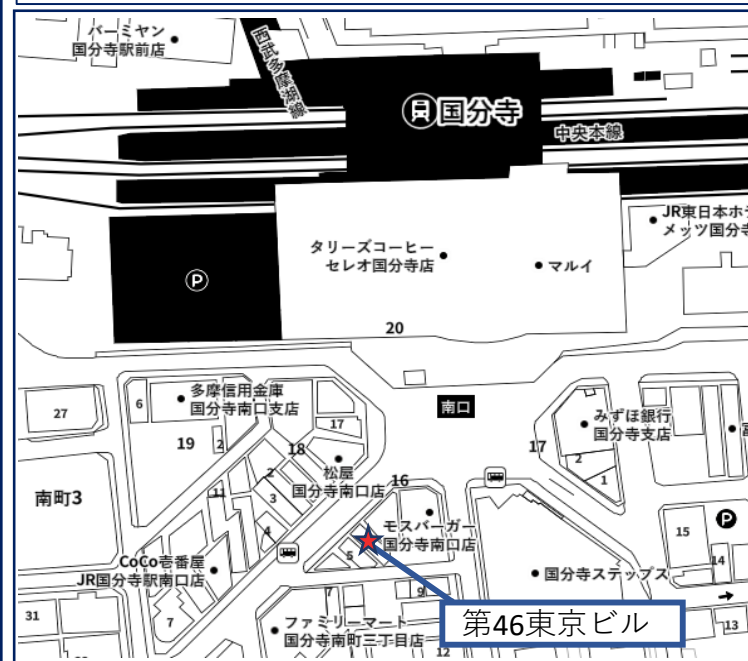 バーミヤン
国分寺駅前店
西武多摩湖線
国分寺
中央本線
JR東日本ホテ
メッツ国分寺
タリーズコーヒー
セレオ国分寺店
マルイ
P
20
南口
多摩信用金庫
国分寺南口支店
6
27
19
2
17
18
松屋
国分寺南口店
みずほ銀行
国分寺支店
17
2
1
16
南町3
11
2
3
4
モスバーガー
国分寺南口店
5
P
15
14
CoCo壱番屋
JR国分寺駅南口店
国分寺ステップス
7
9
31
7
ファミリーマート
国分寺南町三丁目店
第46東京ビル
12
13